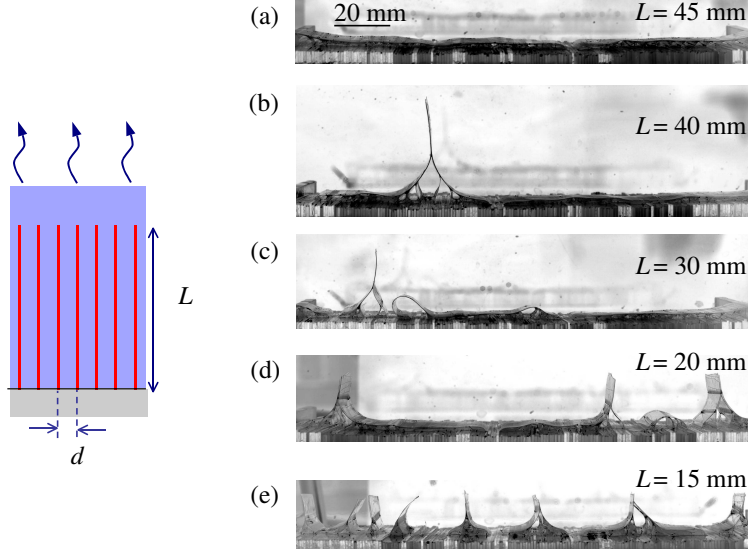 (a)
20 mm
L = 45 mm
(b)
L = 40 mm
(c)
L = 30 mm
L
(d)
L = 20 mm
d
(e)
L = 15 mm